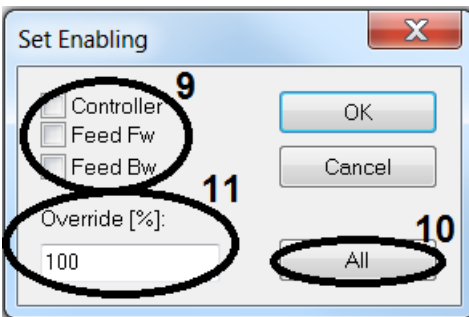 Set Enabling
X
9
Controller
Feed Fw
Feed Bw
OK
Cancel
11
Override [%]:
100
10
All